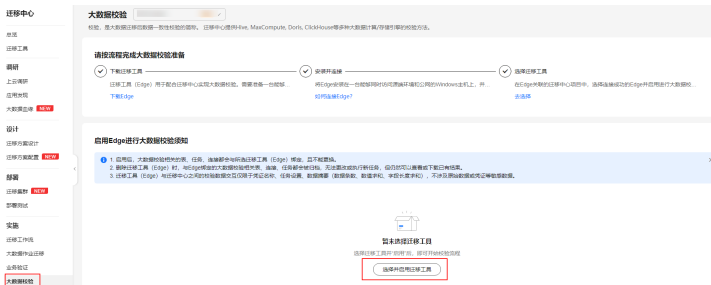 迁移中心
总览
迁移工具
调研
上云调研
应用发现
大数据血缘 NEW
设计
迁移方案设计
迁移方案配置 NEW
部署
迁移集群 NEW
部署测试
实施
迁移工作流
大数据作业迁移
业务验证
大数据校验
大数据校验
校验，是大数据迁移后数据一致性校验的简称。迁移中心提供Hive, MaxCompute, Doris, ClickHouse等多种大数据计算/存储引擎的校验方法。
请按流程完成大数据校验准备
下载迁移工具
迁移工具（Edge）用于配合迁移中心实现大数据校验，需要准备一台能够...
下载Edge
安装并连接
将Edge安装在一台能够同时访问源端环境和公网的Windows主机上，并...
如何连接Edge?
选择迁移工具
在Edge关联的迁移中心项目中，选择连接成功的Edge并启用进行大数据校...
去选择
启用Edge进行大数据校验须知
1. 启用后，大数据校验相关的表、任务、连接都会与所选迁移工具（Edge）绑定，且不能更换。
2. 删除迁移工具（Edge）时，与Edge绑定的大数据校验相关表、连接、任务都会被归档，无法更改或执行新任务，但仍然可以查看或下载已有结果。
3. 迁移工具（Edge）与迁移中心之间的校验数据交互仅限于凭证名称、任务设置、数据摘要（数据条数、数值求和、字段长度求和），不涉及原始数据或凭证等敏感数据。
暂未选择迁移工具
选择迁移工具并“启用”后，即可开始校验流程
选择并启用迁移工具